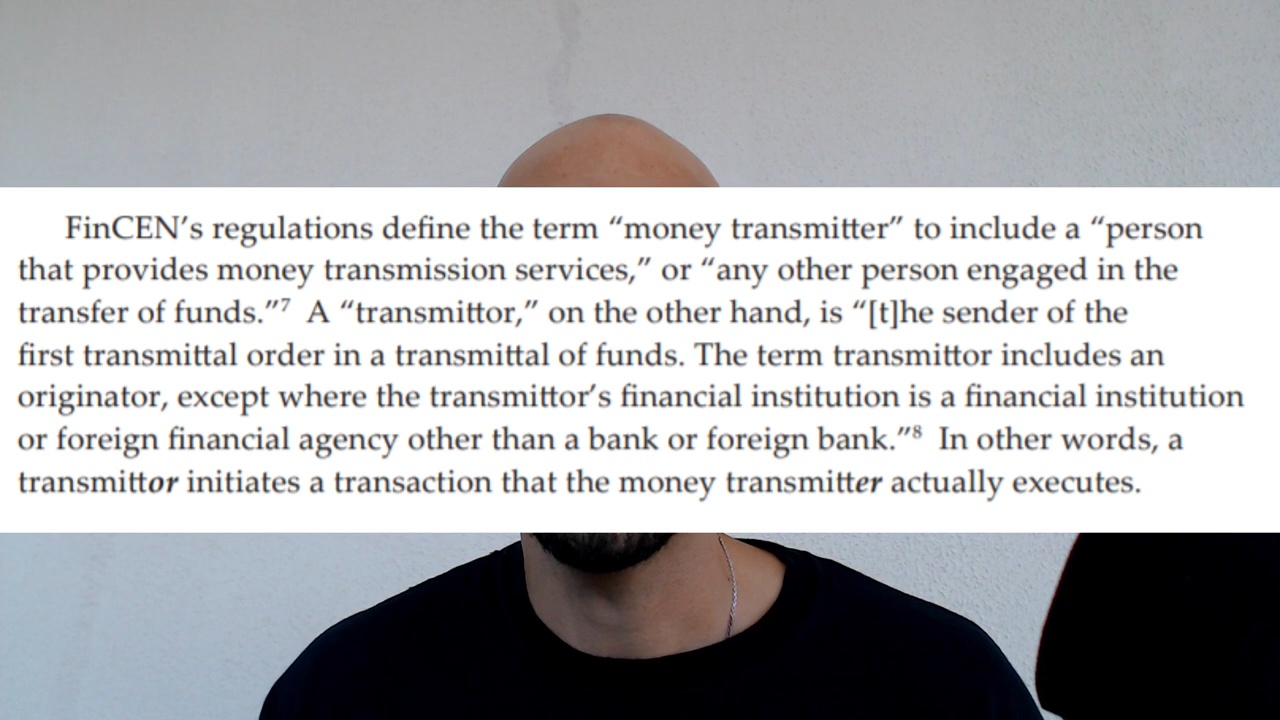 FinCEN’s regulations define the term “money transmitter” to include a “person
that provides money transmission services,” or “any other person engaged in the
transfer of funds.”⁷ A “transmittor,” on the other hand, is “[t]he sender of the
first transmittal order in a transmittal of funds. The term transmittor includes an
originator, except where the transmittor’s financial institution is a financial institution
or foreign financial agency other than a bank or foreign bank.”⁸ In other words, a
transmittor initiates a transaction that the money transmitter actually executes.